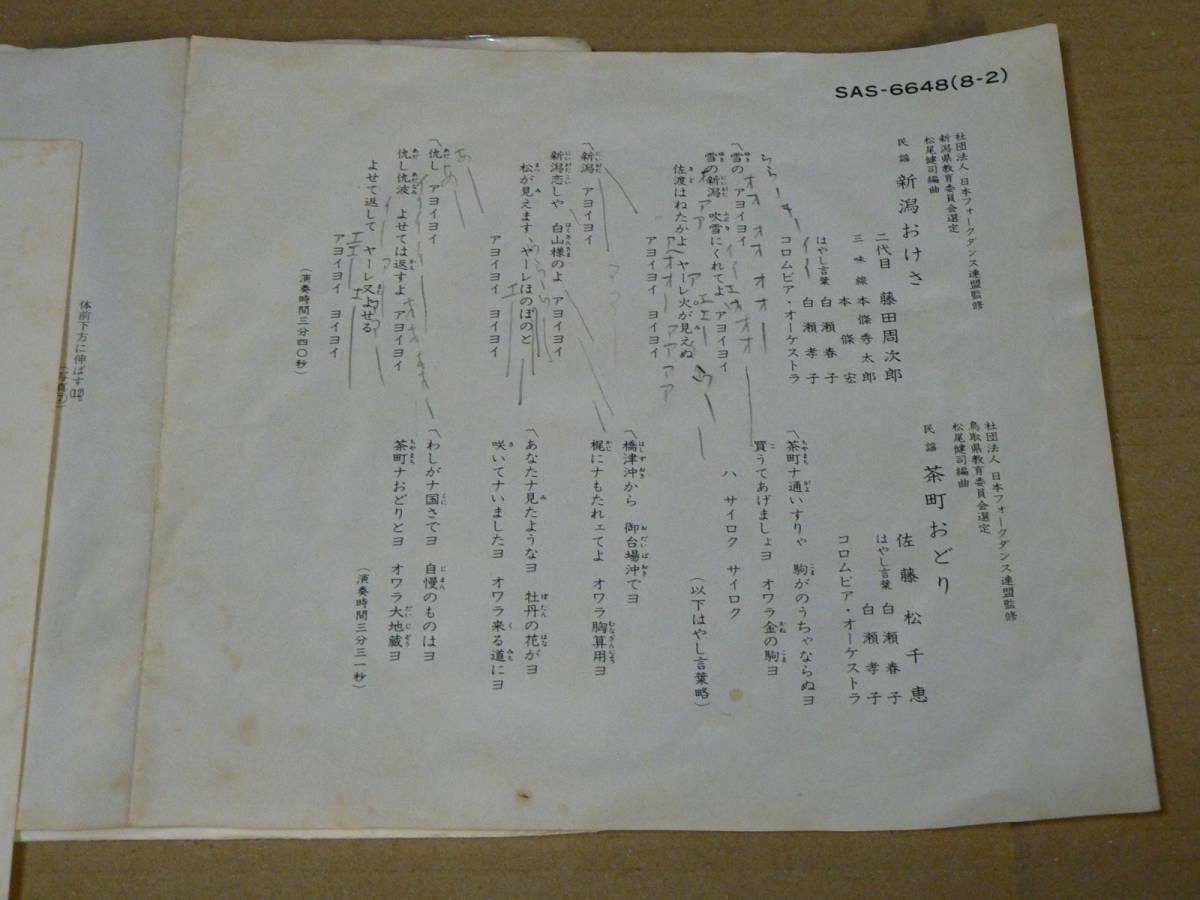 SAS-6648(8-2)
社団法人 日本フォークダンス連盟監修
新潟県教育委員会選定
松尾健司編曲
民謡 新潟おけさ
二代目 藤田周次郎
三味線 本條秀太郎
本條宏
はやし言葉 白瀬春子
白瀬孝子
コロムビア・オーケストラ
〽雪の アヨイヨイ
雪の新潟 吹雪にくれてよ アヨイヨイ
佐渡はねたかよ ヤーレ火が見えぬ
アヨイヨイ ヨイヨイ
〽新潟 アヨイヨイ
新潟恋しや 白山様のよ アヨイヨイ
松が見えます ヤーレほのぼのと
アヨイヨイ ヨイヨイ
〽仇し アヨイヨイ
仇し仇波 よせては返すよ アヨイヨイ
よせて返して ヤーレ又よせる
アヨイヨイ ヨイヨイ
(演奏時間三分四〇秒)
社団法人 日本フォークダンス連盟監修
鳥取県教育委員会選定
松尾健司編曲
民謡 茶町おどり
佐藤松千恵
はやし言葉 白瀬春子
白瀬孝子
コロムビア・オーケストラ
〽茶町ナ通いすりゃ 駒がのうちゃならぬヨ
買うてあげましょヨ オワラ金の駒ヨ
ハ サイロク サイロク
(以下はやし言葉略)
〽橋津沖から 御台場沖でヨ
梶にナもたれェてよ オワラ胸算用ヨ
〽あなたナ見たようなヨ 牡丹の花がヨ
咲いてナいましたヨ オワラ来る道にヨ
〽わしがナ国さでヨ 自慢のものはヨ
茶町ナおどりとヨ オワラ大地蔵ヨ
(演奏時間三分三一秒)
体前下方に伸ばす(12)。